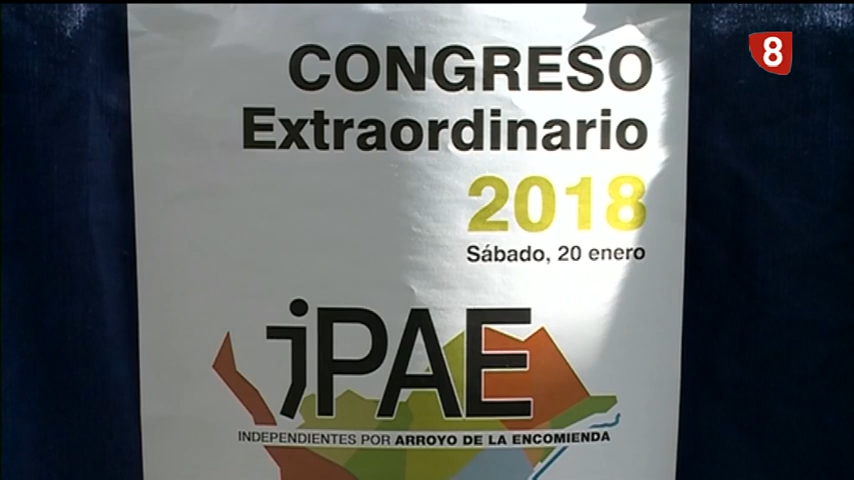 8
CONGRESO
Extraordinario
2018
Sábado, 20 enero
iPAE
INDEPENDIENTES POR ARROYO DE LA ENCOMIENDA